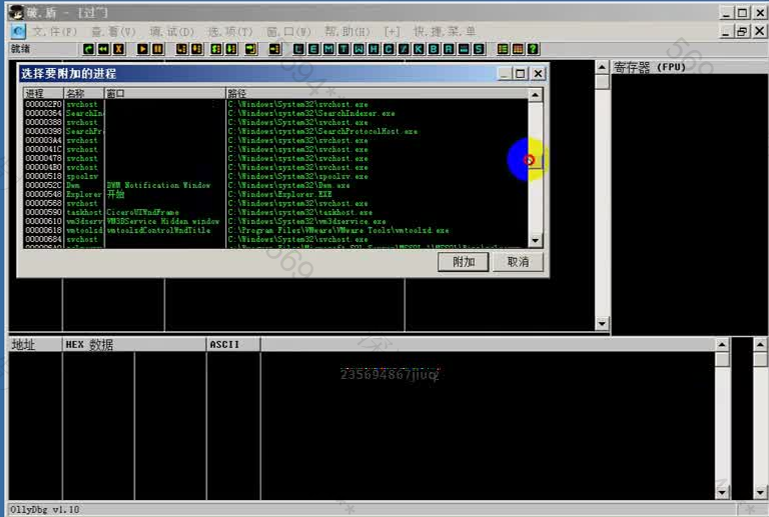 破.盾 - [过˜]
C 文.件(F) 查.看(V) 调.试(D) 选.项(T) 窗.口(W) 帮.助(H) [+] 快.捷.菜.单
就绪
L E M T W H C / K B R ... S
选择要附加的进程
进程 名称 窗口 路径
000002F0 svchost C:\Windows\System32\svchost.exe
00000364 SearchIn C:\Windows\System32\SearchIndexer.exe
00000388 svchost C:\Windows\System32\svchost.exe
00000398 SearchPr C:\Windows\System32\SearchProtocolHost.exe
000003A4 svchost C:\Windows\System32\svchost.exe
0000041C svchost C:\Windows\System32\svchost.exe
00000478 svchost C:\Windows\System32\svchost.exe
000004B0 svchost C:\Windows\System32\svchost.exe
00000518 spoolsv C:\Windows\System32\spoolsv.exe
0000052C Dwm DWM Notification Window C:\Windows\System32\Dwm.exe
00000548 Explorer 开始 C:\Windows\Explorer.EXE
00000568 svchost C:\Windows\System32\svchost.exe
00000590 taskhost CiceroUIWndFrame C:\Windows\System32\taskhost.exe
00000610 vm3dserv VM3DService Hidden window C:\Windows\System32\vm3dservice.exe
00000618 vmtoolsd vmtoolsdControlWndTitle C:\Program Files\VMware\VMware Tools\vmtoolsd.exe
00000684 svchost C:\Windows\System32\svchost.exe
附加 取消
寄存器 (FPU)
地址 HEX 数据 ASCII
235694867jiuqz
OllyDbg v1.10